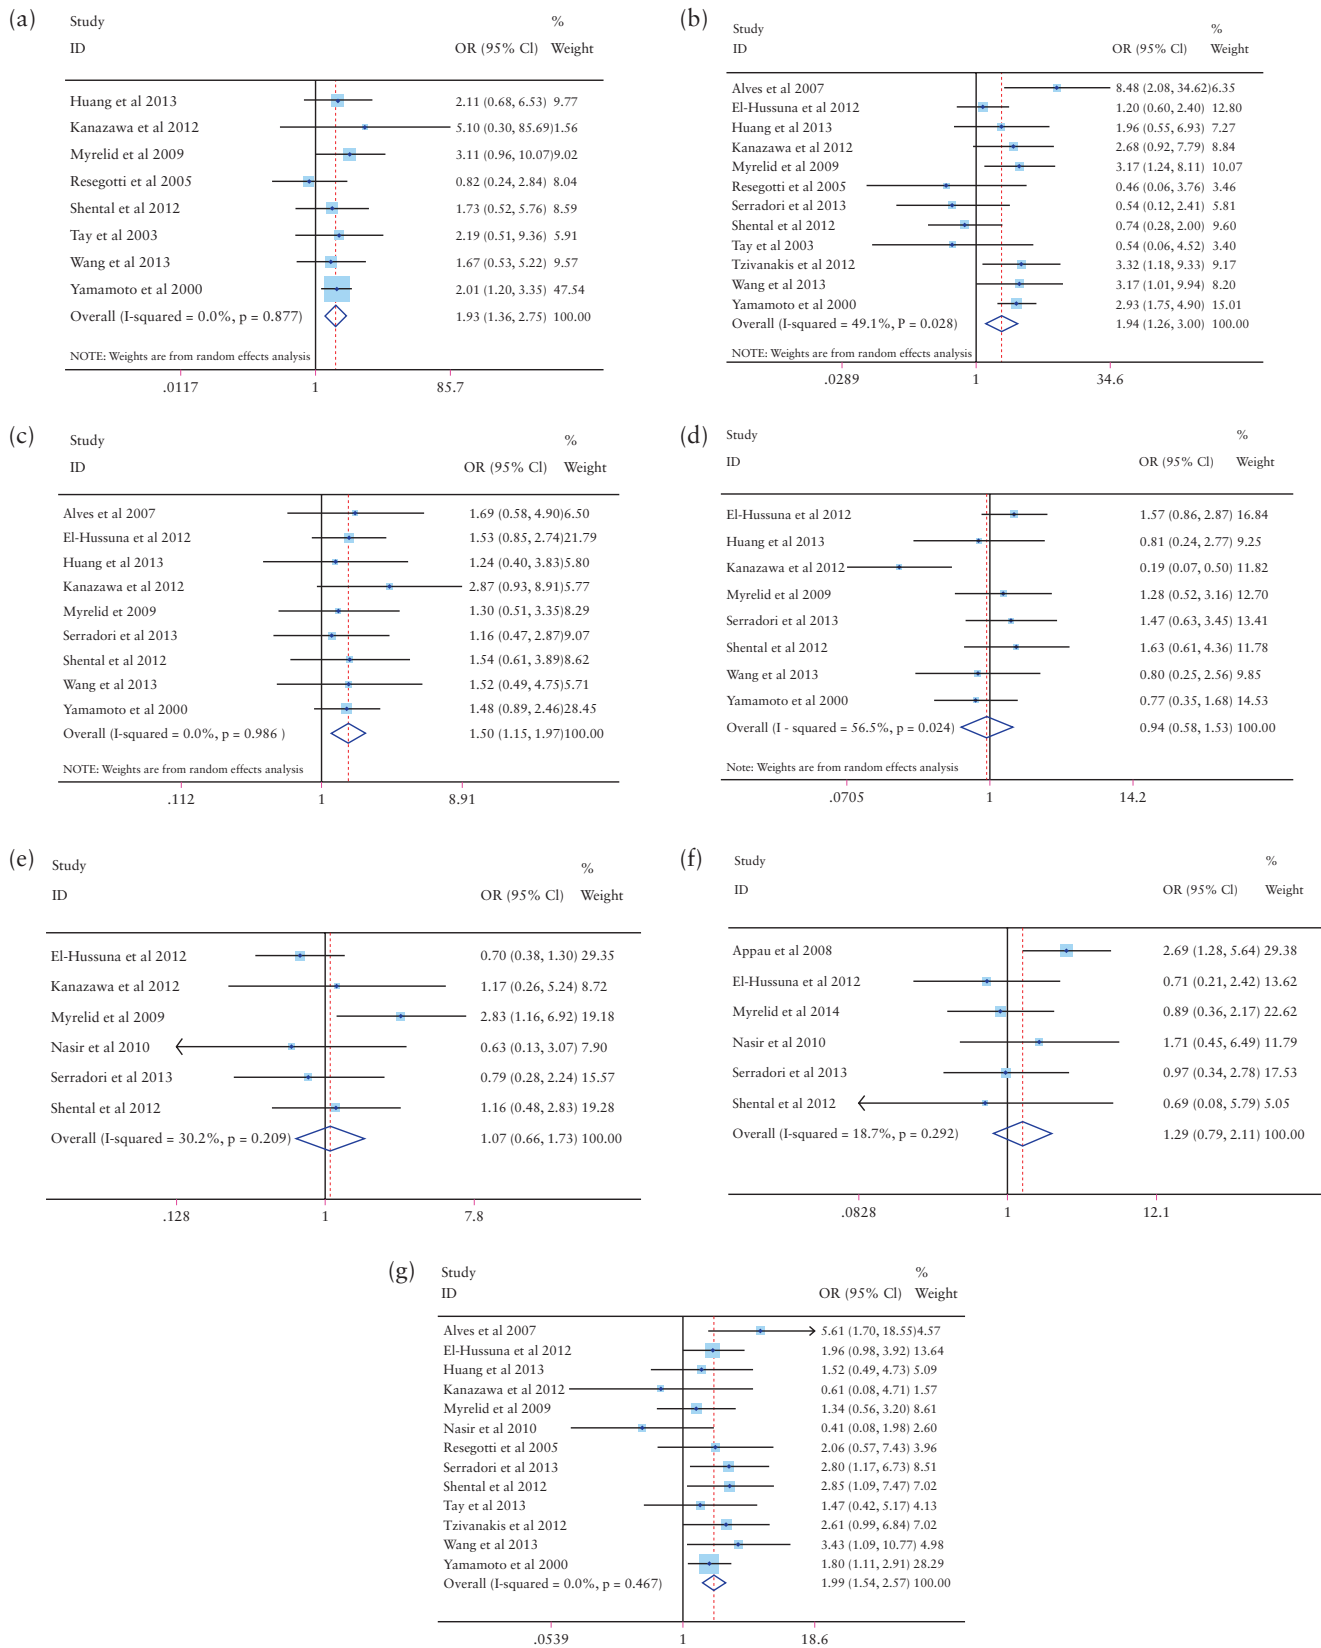 (a)
Study %
ID OR (95% Cl) Weight
Huang et al 2013 2.11 (0.68, 6.53) 9.77
Kanazawa et al 2012 5.10 (0.30, 85.69)1.56
Myrelid et al 2009 3.11 (0.96, 10.07)9.02
Resegotti et al 2005 0.82 (0.24, 2.84) 8.04
Shental et al 2012 1.73 (0.52, 5.76) 8.59
Tay et al 2003 2.19 (0.51, 9.36) 5.91
Wang et al 2013 1.67 (0.53, 5.22) 9.57
Yamamoto et al 2000 2.01 (1.20, 3.35) 47.54
Overall (I-squared = 0.0%, p = 0.877) 1.93 (1.36, 2.75) 100.00
NOTE: Weights are from random effects analysis
.0117 1 85.7
(b)
Study %
ID OR (95% Cl) Weight
Alves et al 2007 8.48 (2.08, 34.62)6.35
El-Hussuna et al 2012 1.20 (0.60, 2.40) 12.80
Huang et al 2013 1.96 (0.55, 6.93) 7.27
Kanazawa et al 2012 2.68 (0.92, 7.79) 8.84
Myrelid et al 2009 3.17 (1.24, 8.11) 10.07
Resegotti et al 2005 0.46 (0.06, 3.76) 3.46
Serradori et al 2013 0.54 (0.12, 2.41) 5.81
Shental et al 2012 0.74 (0.28, 2.00) 9.60
Tay et al 2003 0.54 (0.06, 4.52) 3.40
Tzivanakis et al 2012 3.32 (1.18, 9.33) 9.17
Wang et al 2013 3.17 (1.01, 9.94) 8.20
Yamamoto et al 2000 2.93 (1.75, 4.90) 15.01
Overall (I-squared = 49.1%, P = 0.028) 1.94 (1.26, 3.00) 100.00
NOTE: Weights are from random effects analysis
.0289 1 34.6
(c)
Study %
ID OR (95% Cl) Weight
Alves et al 2007 1.69 (0.58, 4.90)6.50
El-Hussuna et al 2012 1.53 (0.85, 2.74)21.79
Huang et al 2013 1.24 (0.40, 3.83)5.80
Kanazawa et al 2012 2.87 (0.93, 8.91)5.77
Myrelid et 2009 1.30 (0.51, 3.35)8.29
Serradori et al 2013 1.16 (0.47, 2.87)9.07
Shental et al 2012 1.54 (0.61, 3.89)8.62
Wang et al 2013 1.52 (0.49, 4.75)5.71
Yamamoto et al 2000 1.48 (0.89, 2.46)28.45
Overall (I-squared = 0.0%, p = 0.986 ) 1.50 (1.15, 1.97)100.00
NOTE: Weights are from random effects analysis
.112 1 8.91
(d)
Study %
ID OR (95% Cl) Weight
El-Hussuna et al 2012 1.57 (0.86, 2.87) 16.84
Huang et al 2013 0.81 (0.24, 2.77) 9.25
Kanazawa et al 2012 0.19 (0.07, 0.50) 11.82
Myrelid et al 2009 1.28 (0.52, 3.16) 12.70
Serradori et al 2013 1.47 (0.63, 3.45) 13.41
Shental et al 2012 1.63 (0.61, 4.36) 11.78
Wang et al 2013 0.80 (0.25, 2.56) 9.85
Yamamoto et al 2000 0.77 (0.35, 1.68) 14.53
Overall (I - squared = 56.5%, p = 0.024) 0.94 (0.58, 1.53) 100.00
Note: Weights are from random effects analysis
.0705 1 14.2
(e)
Study %
ID OR (95% Cl) Weight
El-Hussuna et al 2012 0.70 (0.38, 1.30) 29.35
Kanazawa et al 2012 1.17 (0.26, 5.24) 8.72
Myrelid et al 2009 2.83 (1.16, 6.92) 19.18
Nasir et al 2010 0.63 (0.13, 3.07) 7.90
Serradori et al 2013 0.79 (0.28, 2.24) 15.57
Shental et al 2012 1.16 (0.48, 2.83) 19.28
Overall (I-squared = 30.2%, p = 0.209) 1.07 (0.66, 1.73) 100.00
.128 1 7.8
(f)
Study %
ID OR (95% Cl) Weight
Appau et al 2008 2.69 (1.28, 5.64) 29.38
El-Hussuna et al 2012 0.71 (0.21, 2.42) 13.62
Myrelid et al 2014 0.89 (0.36, 2.17) 22.62
Nasir et al 2010 1.71 (0.45, 6.49) 11.79
Serradori et al 2013 0.97 (0.34, 2.78) 17.53
Shental et al 2012 0.69 (0.08, 5.79) 5.05
Overall (I-squared = 18.7%, p = 0.292) 1.29 (0.79, 2.11) 100.00
.0828 1 12.1
(g)
Study %
ID OR (95% Cl) Weight
Alves et al 2007 5.61 (1.70, 18.55)4.57
El-Hussuna et al 2012 1.96 (0.98, 3.92) 13.64
Huang et al 2013 1.52 (0.49, 4.73) 5.09
Kanazawa et al 2012 0.61 (0.08, 4.71) 1.57
Myrelid et al 2009 1.34 (0.56, 3.20) 8.61
Nasir et al 2010 0.41 (0.08, 1.98) 2.60
Resegotti et al 2005 2.06 (0.57, 7.43) 3.96
Serradori et al 2013 2.80 (1.17, 6.73) 8.51
Shental et al 2012 2.85 (1.09, 7.47) 7.02
Tay et al 2013 1.47 (0.42, 5.17) 4.13
Tzivanakis et al 2012 2.61 (0.99, 6.84) 7.02
Wang et al 2013 3.43 (1.09, 10.77) 4.98
Yamamoto et al 2000 1.80 (1.11, 2.91) 28.29
Overall (I-squared = 0.0%, p = 0.467) 1.99 (1.54, 2.57) 100.00
.0539 1 18.6